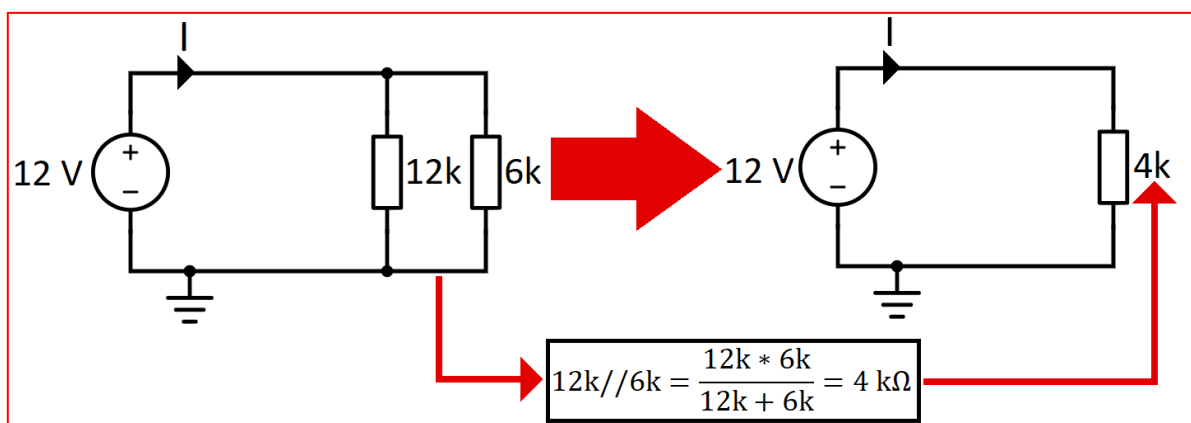 I
12 V
+
−
12k
6k
I
12 V
+
−
4k
12k//6k = 12k * 6k / 12k + 6k = 4 kΩ